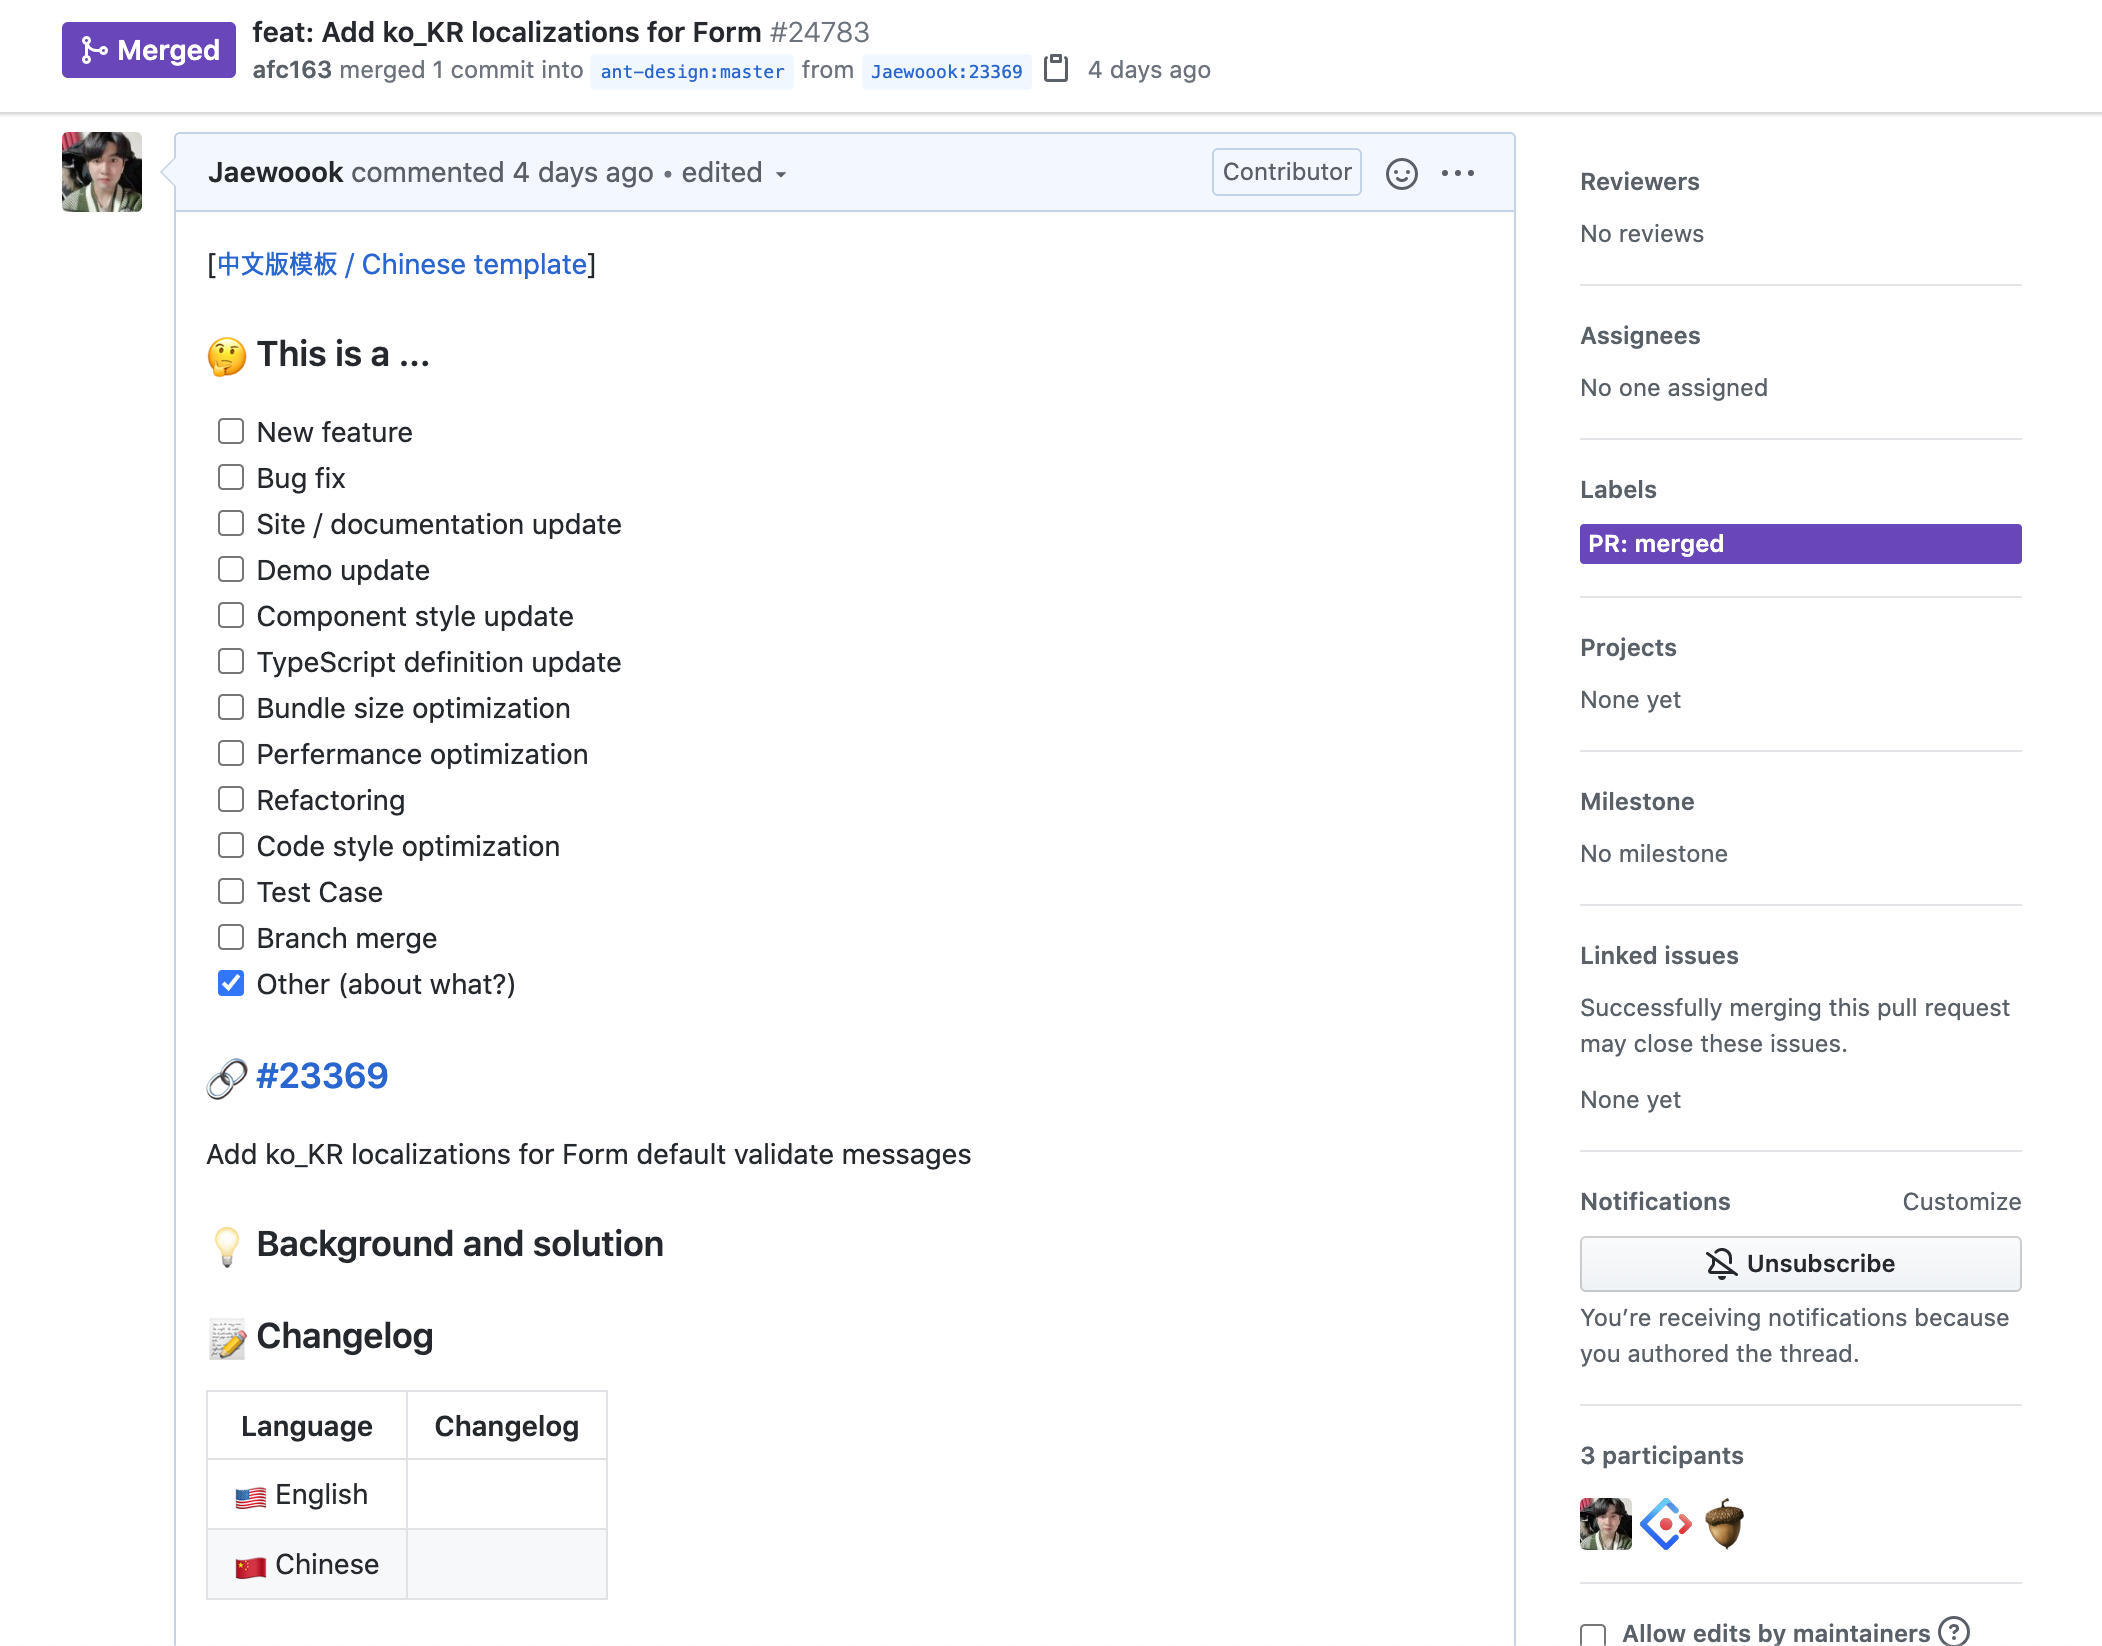 Merged
feat: Add ko_KR localizations for Form #24783
afc163 merged 1 commit into ant-design:master from Jaewoook:23369 4 days ago
Jaewoook commented 4 days ago • edited
Contributor
[中文版模板 / Chinese template]
🤔 This is a ...
New feature
Bug fix
Site / documentation update
Demo update
Component style update
TypeScript definition update
Bundle size optimization
Perfermance optimization
Refactoring
Code style optimization
Test Case
Branch merge
Other (about what?)
🔗 #23369
Add ko_KR localizations for Form default validate messages
💡 Background and solution
📝 Changelog
Language Changelog
🇺🇸 English
🇨🇳 Chinese
Reviewers
No reviews
Assignees
No one assigned
Labels
PR: merged
Projects
None yet
Milestone
No milestone
Linked issues
Successfully merging this pull request
may close these issues.
None yet
Notifications Customize
Unsubscribe
You’re receiving notifications because
you authored the thread.
3 participants
Allow edits by maintainers ?